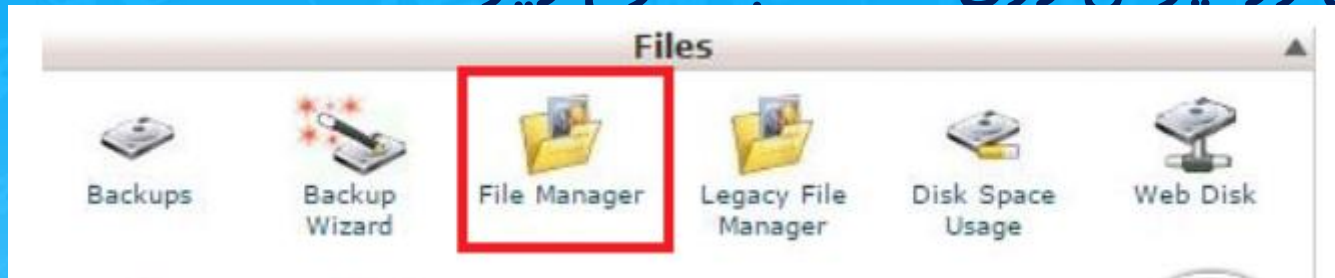 Files
Backups
Backup Wizard
File Manager
Legacy File Manager
Disk Space Usage
Web Disk